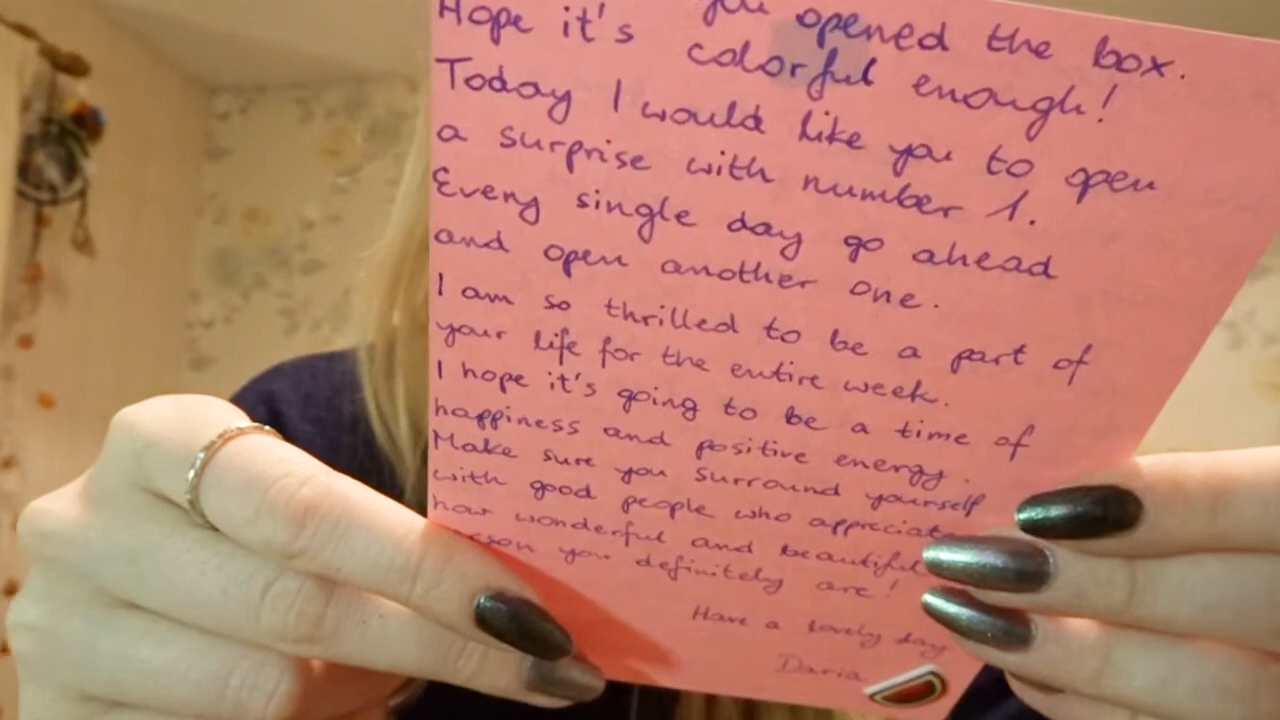 you opened the box.
Hope it's colorful enough!
Today I would like you to open
a surprise with number 1.
Every single day go ahead
and open another one.
I am so thrilled to be a part of
your life for the entire week.
I hope it's going to be a time of
happiness and positive energy.
Make sure you surround yourself
with good people who appreciate
how wonderful and beautiful
you definitely are!
Have a lovely day
Daria